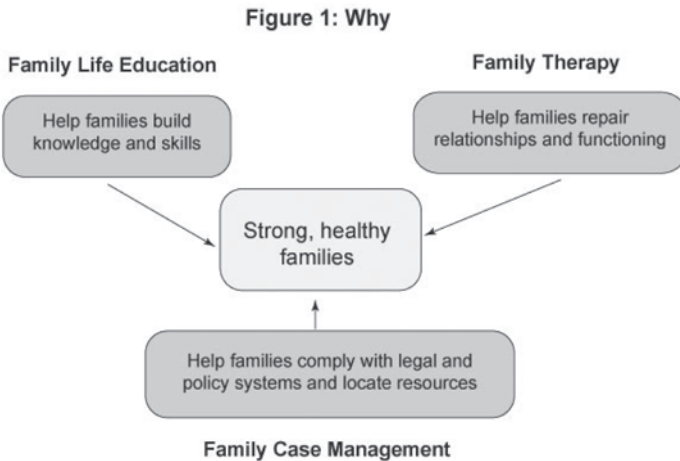 Figure 1: Why
Family Life Education
Help families build
knowledge and skills
Family Therapy
Help families repair
relationships and functioning
Strong, healthy
families
Help families comply with legal and
policy systems and locate resources
Family Case Management